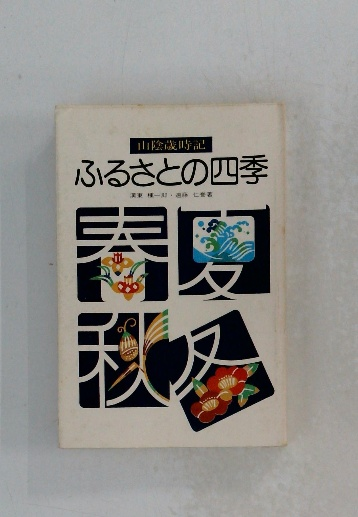 山陰歳時記
ふるさとの四季
春夏
秋冬